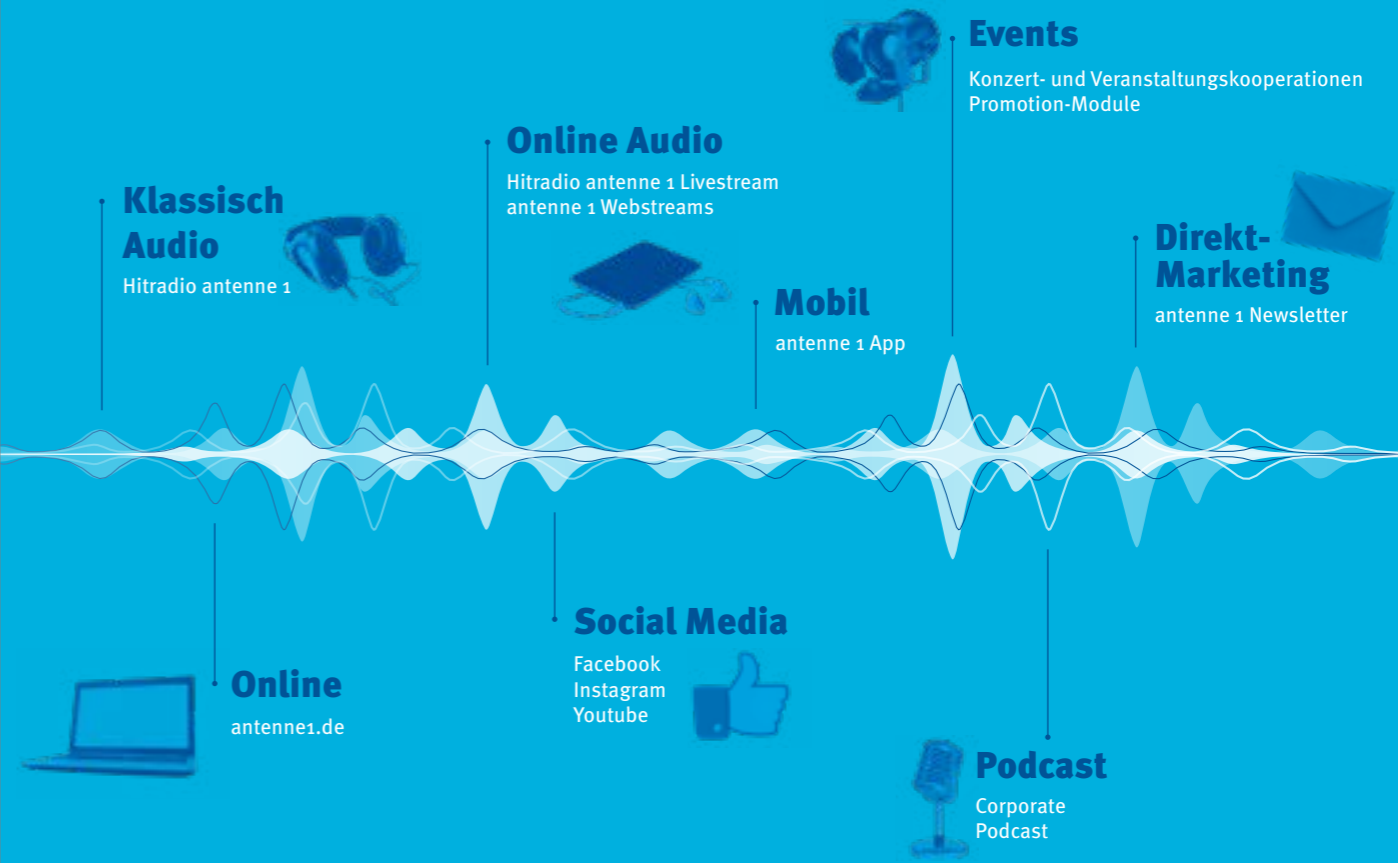 Events
Konzert- und Veranstaltungskooperationen
Promotion-Module
Online Audio
Hitradio antenne 1 Livestream
antenne 1 Webstreams
Klassisch
Audio
Hitradio antenne 1
Direkt-
Marketing
antenne 1 Newsletter
Mobil
antenne 1 App
Social Media
Facebook
Instagram
Youtube
Online
antenne1.de
Podcast
Corporate
Podcast